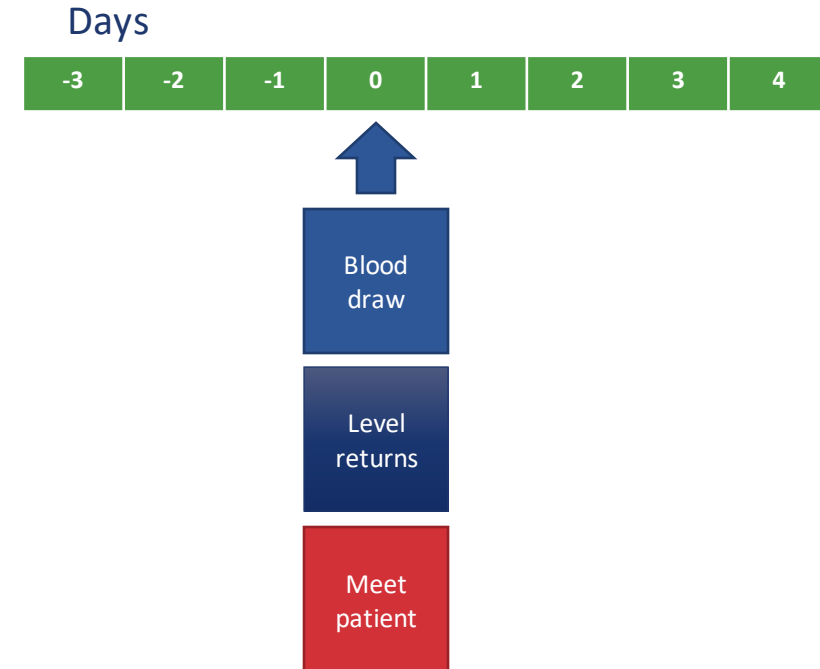 Days
-3 -2 -1 0 1 2 3 4
Blood
draw
Level
returns
Meet
patient